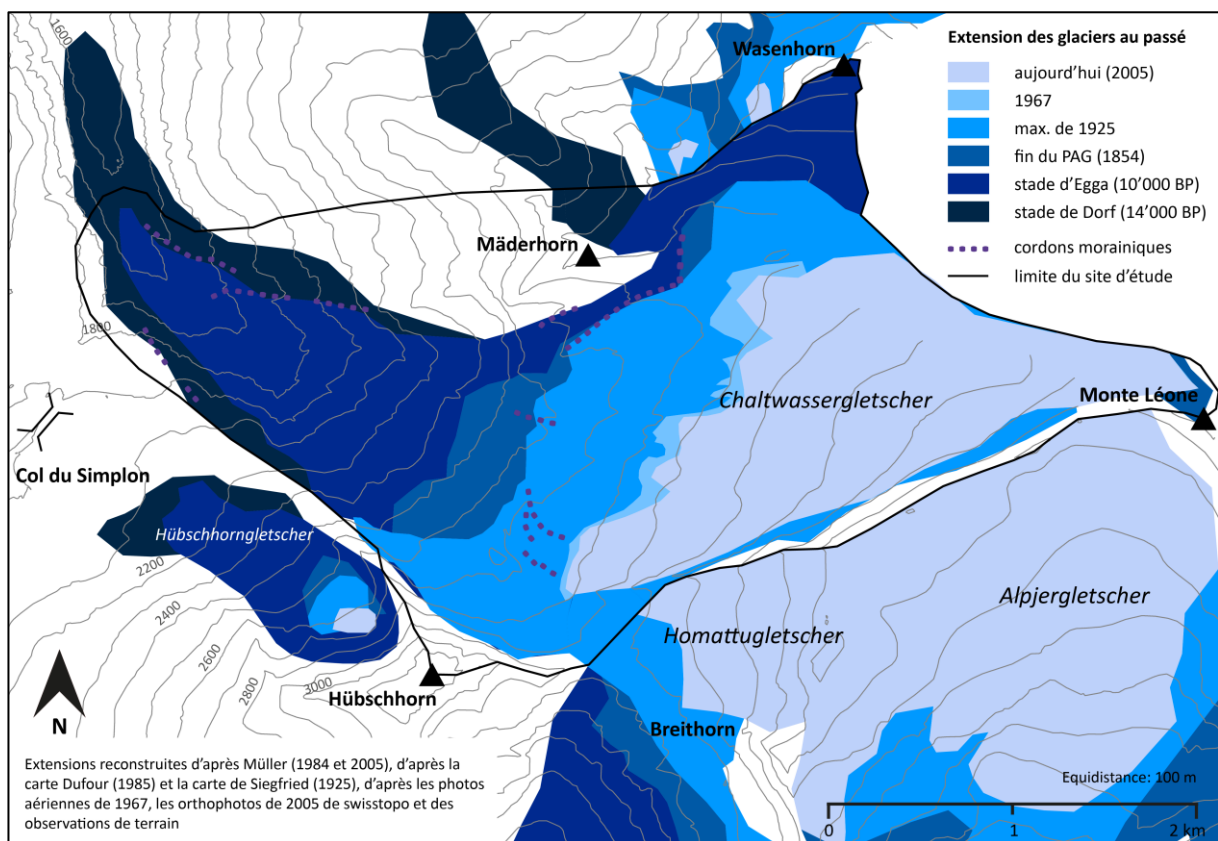 1600
Wasenhorn
Extension des glaciers au passé
aujourd’hui (2005)
1967
max. de 1925
fin du PAG (1854)
stade d’Egga (10’000 BP)
stade de Dorf (14’000 BP)
cordons morainiques
limite du site d’étude
Mäderhorn
1800
Chaltwassergletscher
Monte Léone
Col du Simplon
Hübschhorngletscher
2200
2400
2600
2800
3000
Alpjergletscher
Homattugletscher
Hübschhorn
N
Breithorn
Extensions reconstruites d’après Müller (1984 et 2005), d’après la
carte Dufour (1985) et la carte de Siegfried (1925), d’après les photos
aériennes de 1967, les orthophotos de 2005 de swisstopo et des
observations de terrain
Equidistance: 100 m
0 1 2 km